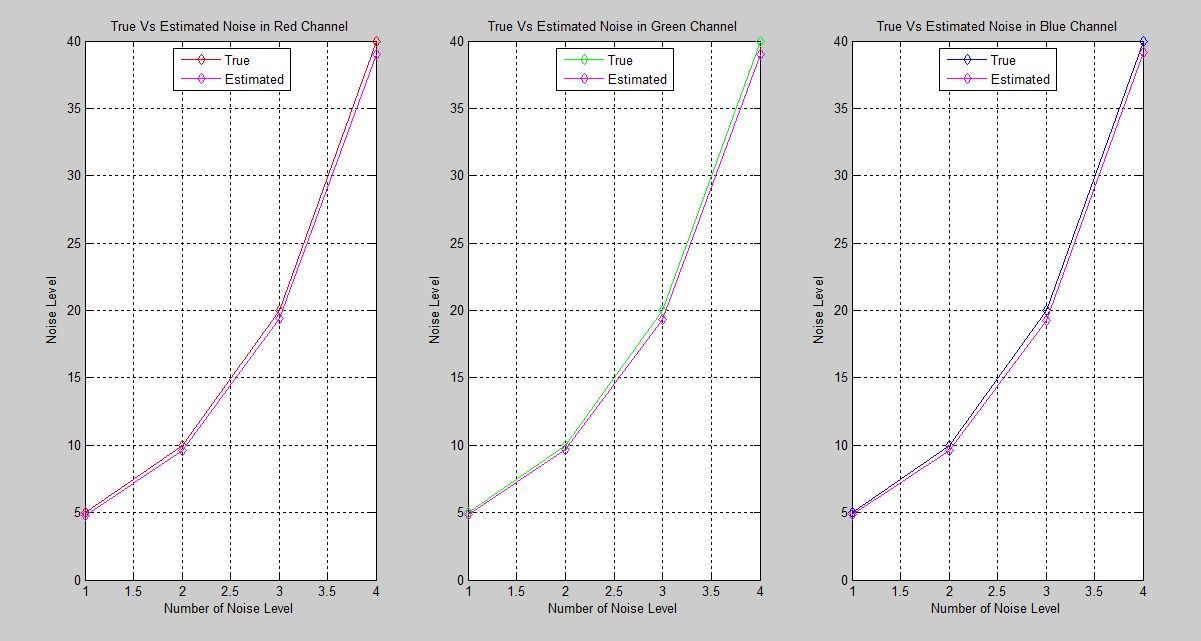 True Vs Estimated Noise in Red Channel
True
Estimated
40
35
30
25
20
15
10
5
0
Noise Level
1 1.5 2 2.5 3 3.5 4
Number of Noise Level
True Vs Estimated Noise in Green Channel
True
Estimated
40
35
30
25
20
15
10
5
0
Noise Level
1 1.5 2 2.5 3 3.5 4
Number of Noise Level
True Vs Estimated Noise in Blue Channel
True
Estimated
40
35
30
25
20
15
10
5
0
Noise Level
1 1.5 2 2.5 3 3.5 4
Number of Noise Level